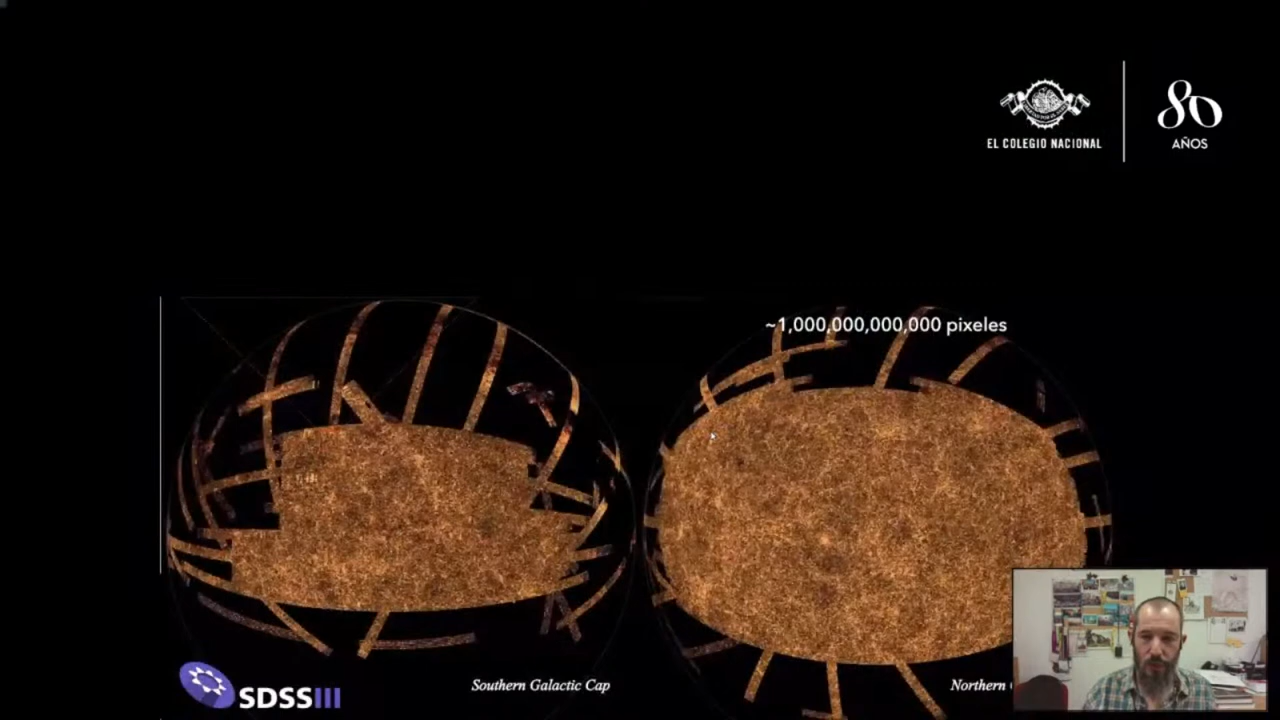 80
EL COLEGIO NACIONAL
AÑOS
~1,000,000,000,000 pixeles
Southern Galactic Cap
Northern
SDSSIII